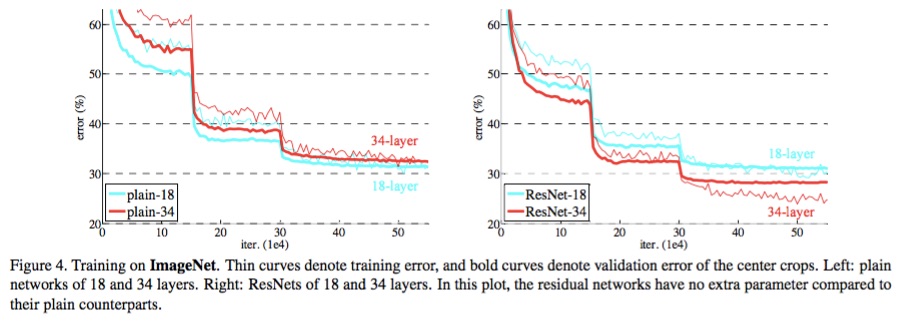 60
50
40
30
20
0 10 20 30 40 50
iter. (1e4)
error (%)
34-layer
18-layer
plain-18
plain-34
60
50
40
30
20
0 10 20 30 40 50
iter. (1e4)
error (%)
18-layer
34-layer
ResNet-18
ResNet-34
Figure 4. Training on ImageNet. Thin curves denote training error, and bold curves denote validation error of the center crops. Left: plain
networks of 18 and 34 layers. Right: ResNets of 18 and 34 layers. In this plot, the residual networks have no extra parameter compared to
their plain counterparts.